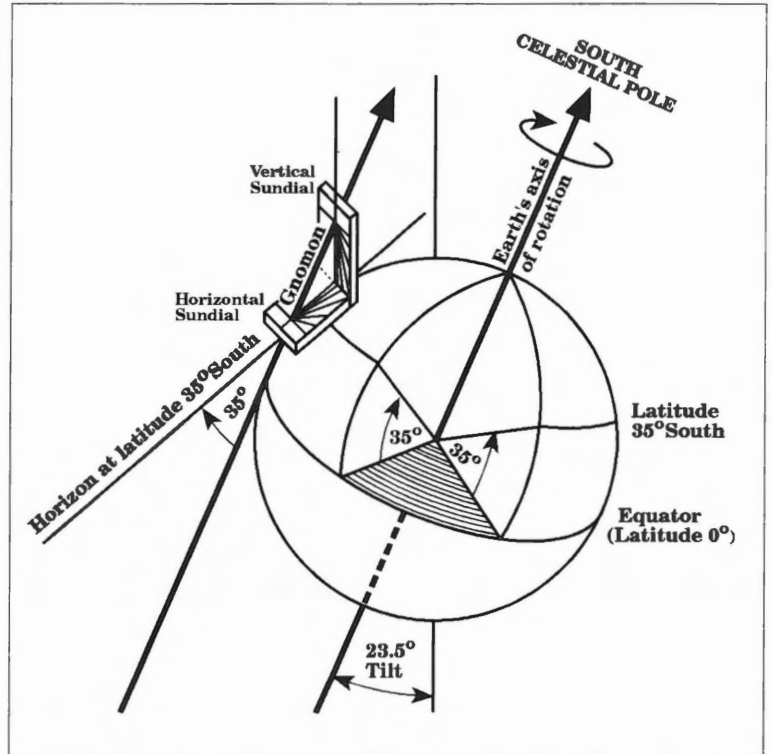 SOUTH
CELESTIAL POLE
Earth's axis
of rotation
Vertical
Sundial
Gnomon
Horizontal
Sundial
Horizon at latitude 35°South
35°
35°
35°
Latitude
35°South
Equator
(Latitude 0°)
23.5°
Tilt